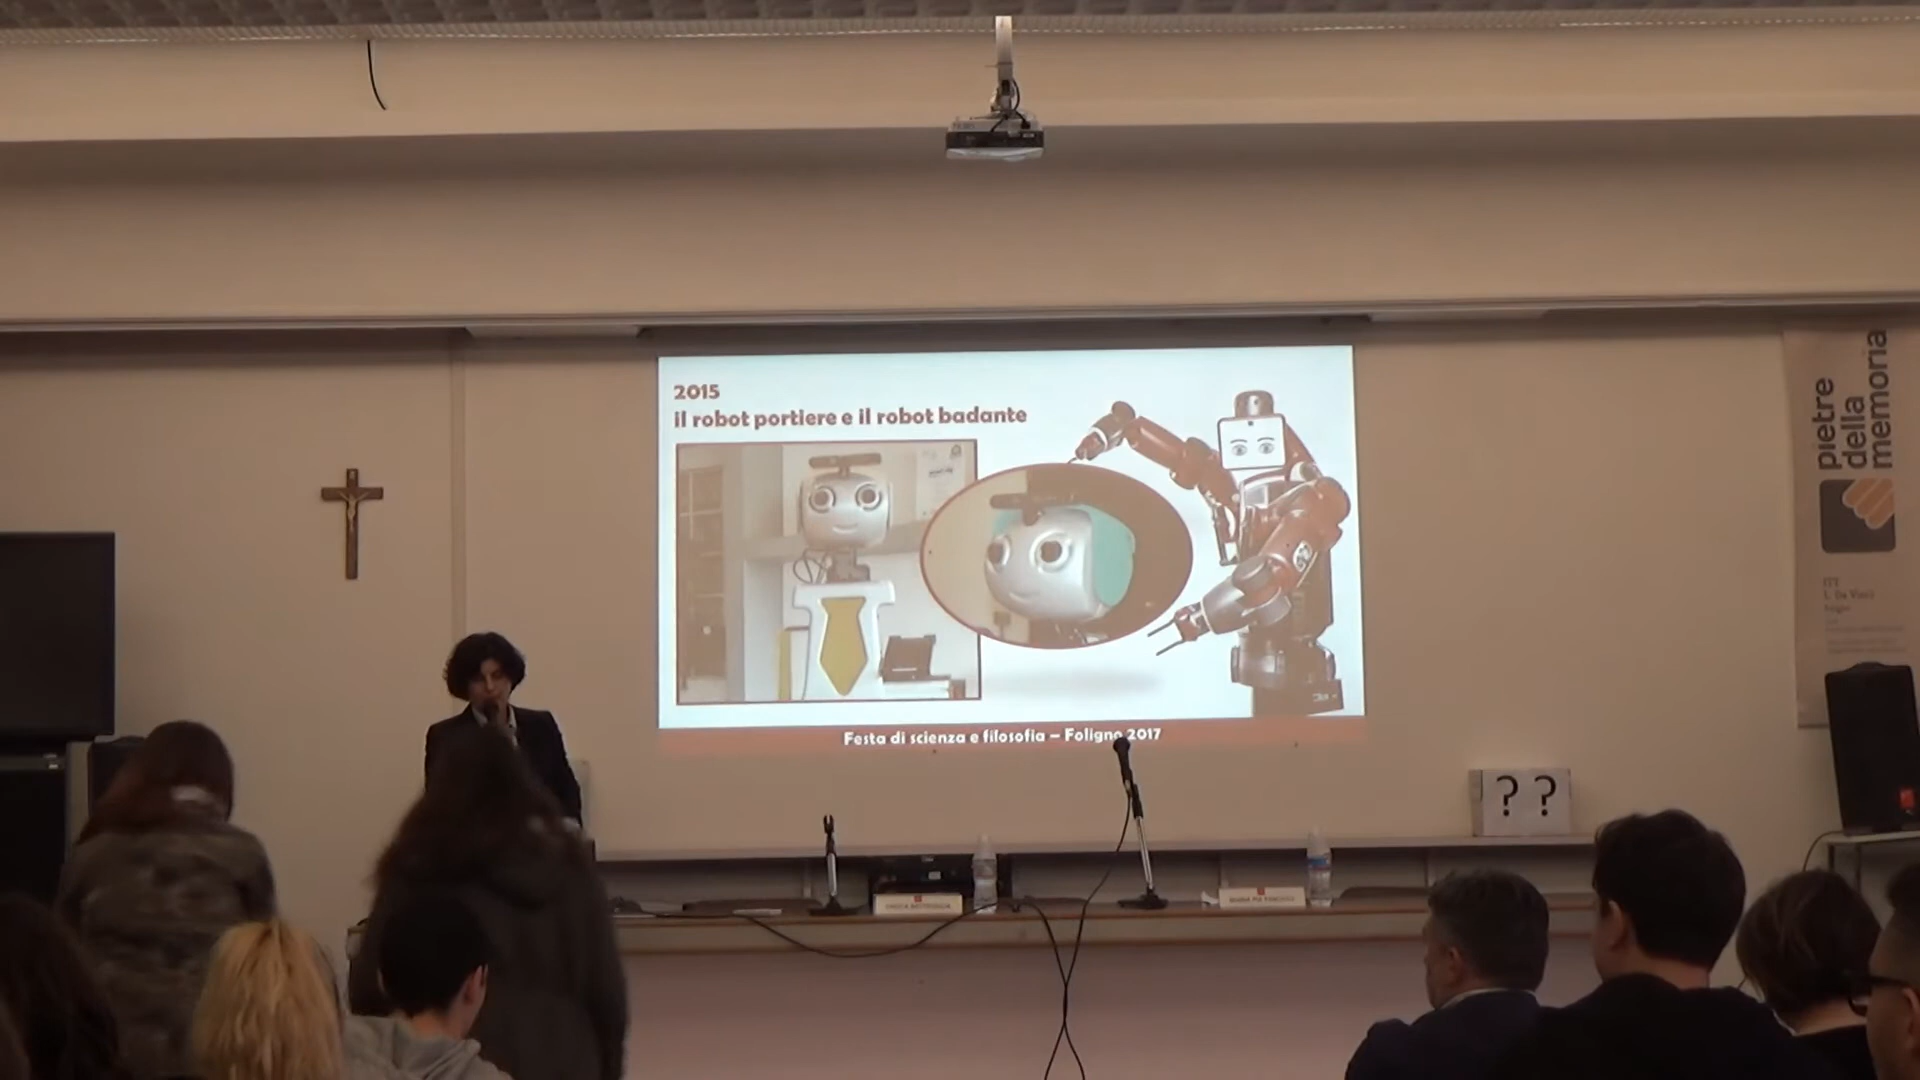 2015
il robot portiere e il robot badante
Festa di scienza e filosofia – Foligno 2017
pietre
della
memoria
? ?